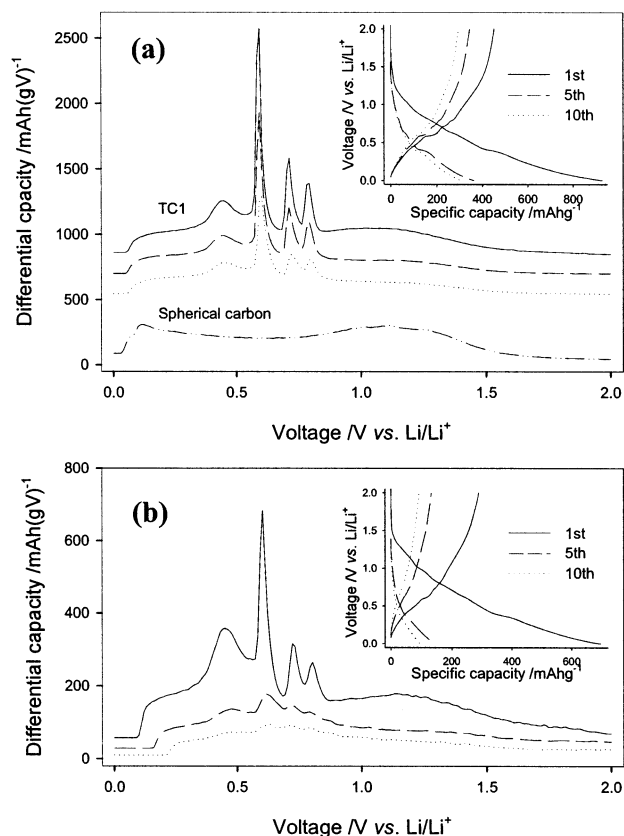 (a)
Differential cpacity /mAh(gV)⁻¹
2500
2000
1500
1000
500
0
TC1
Spherical carbon
0.0 0.5 1.0 1.5 2.0
Voltage /V vs. Li/Li⁺
Voltage /V vs. Li/Li⁺
2.0
1.5
1.0
0.5
0.0
1st
5th
10th
0 200 400 600 800
Specific capacity /mAhg⁻¹
(b)
Differential capacity /mAh(gV)⁻¹
800
600
400
200
0
0.0 0.5 1.0 1.5 2.0
Voltage /V vs. Li/Li⁺
Voltage /V vs. Li/Li⁺
2.0
1.5
1.0
0.5
0.0
1st
5th
10th
0 200 400 600
Specific capacity /mAhg⁻¹